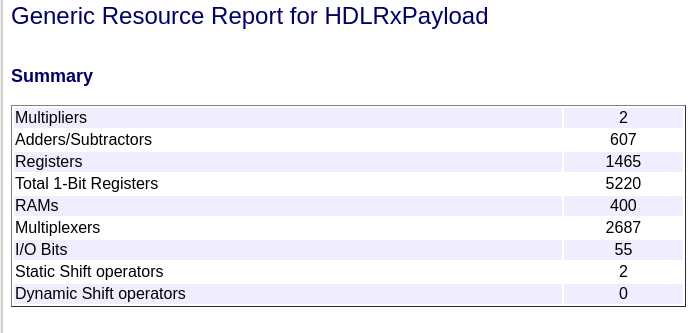 Generic Resource Report for HDLRxPayload
Summary
Multipliers 2
Adders/Subtractors 607
Registers 1465
Total 1-Bit Registers 5220
RAMs 400
Multiplexers 2687
I/O Bits 55
Static Shift operators 2
Dynamic Shift operators 0